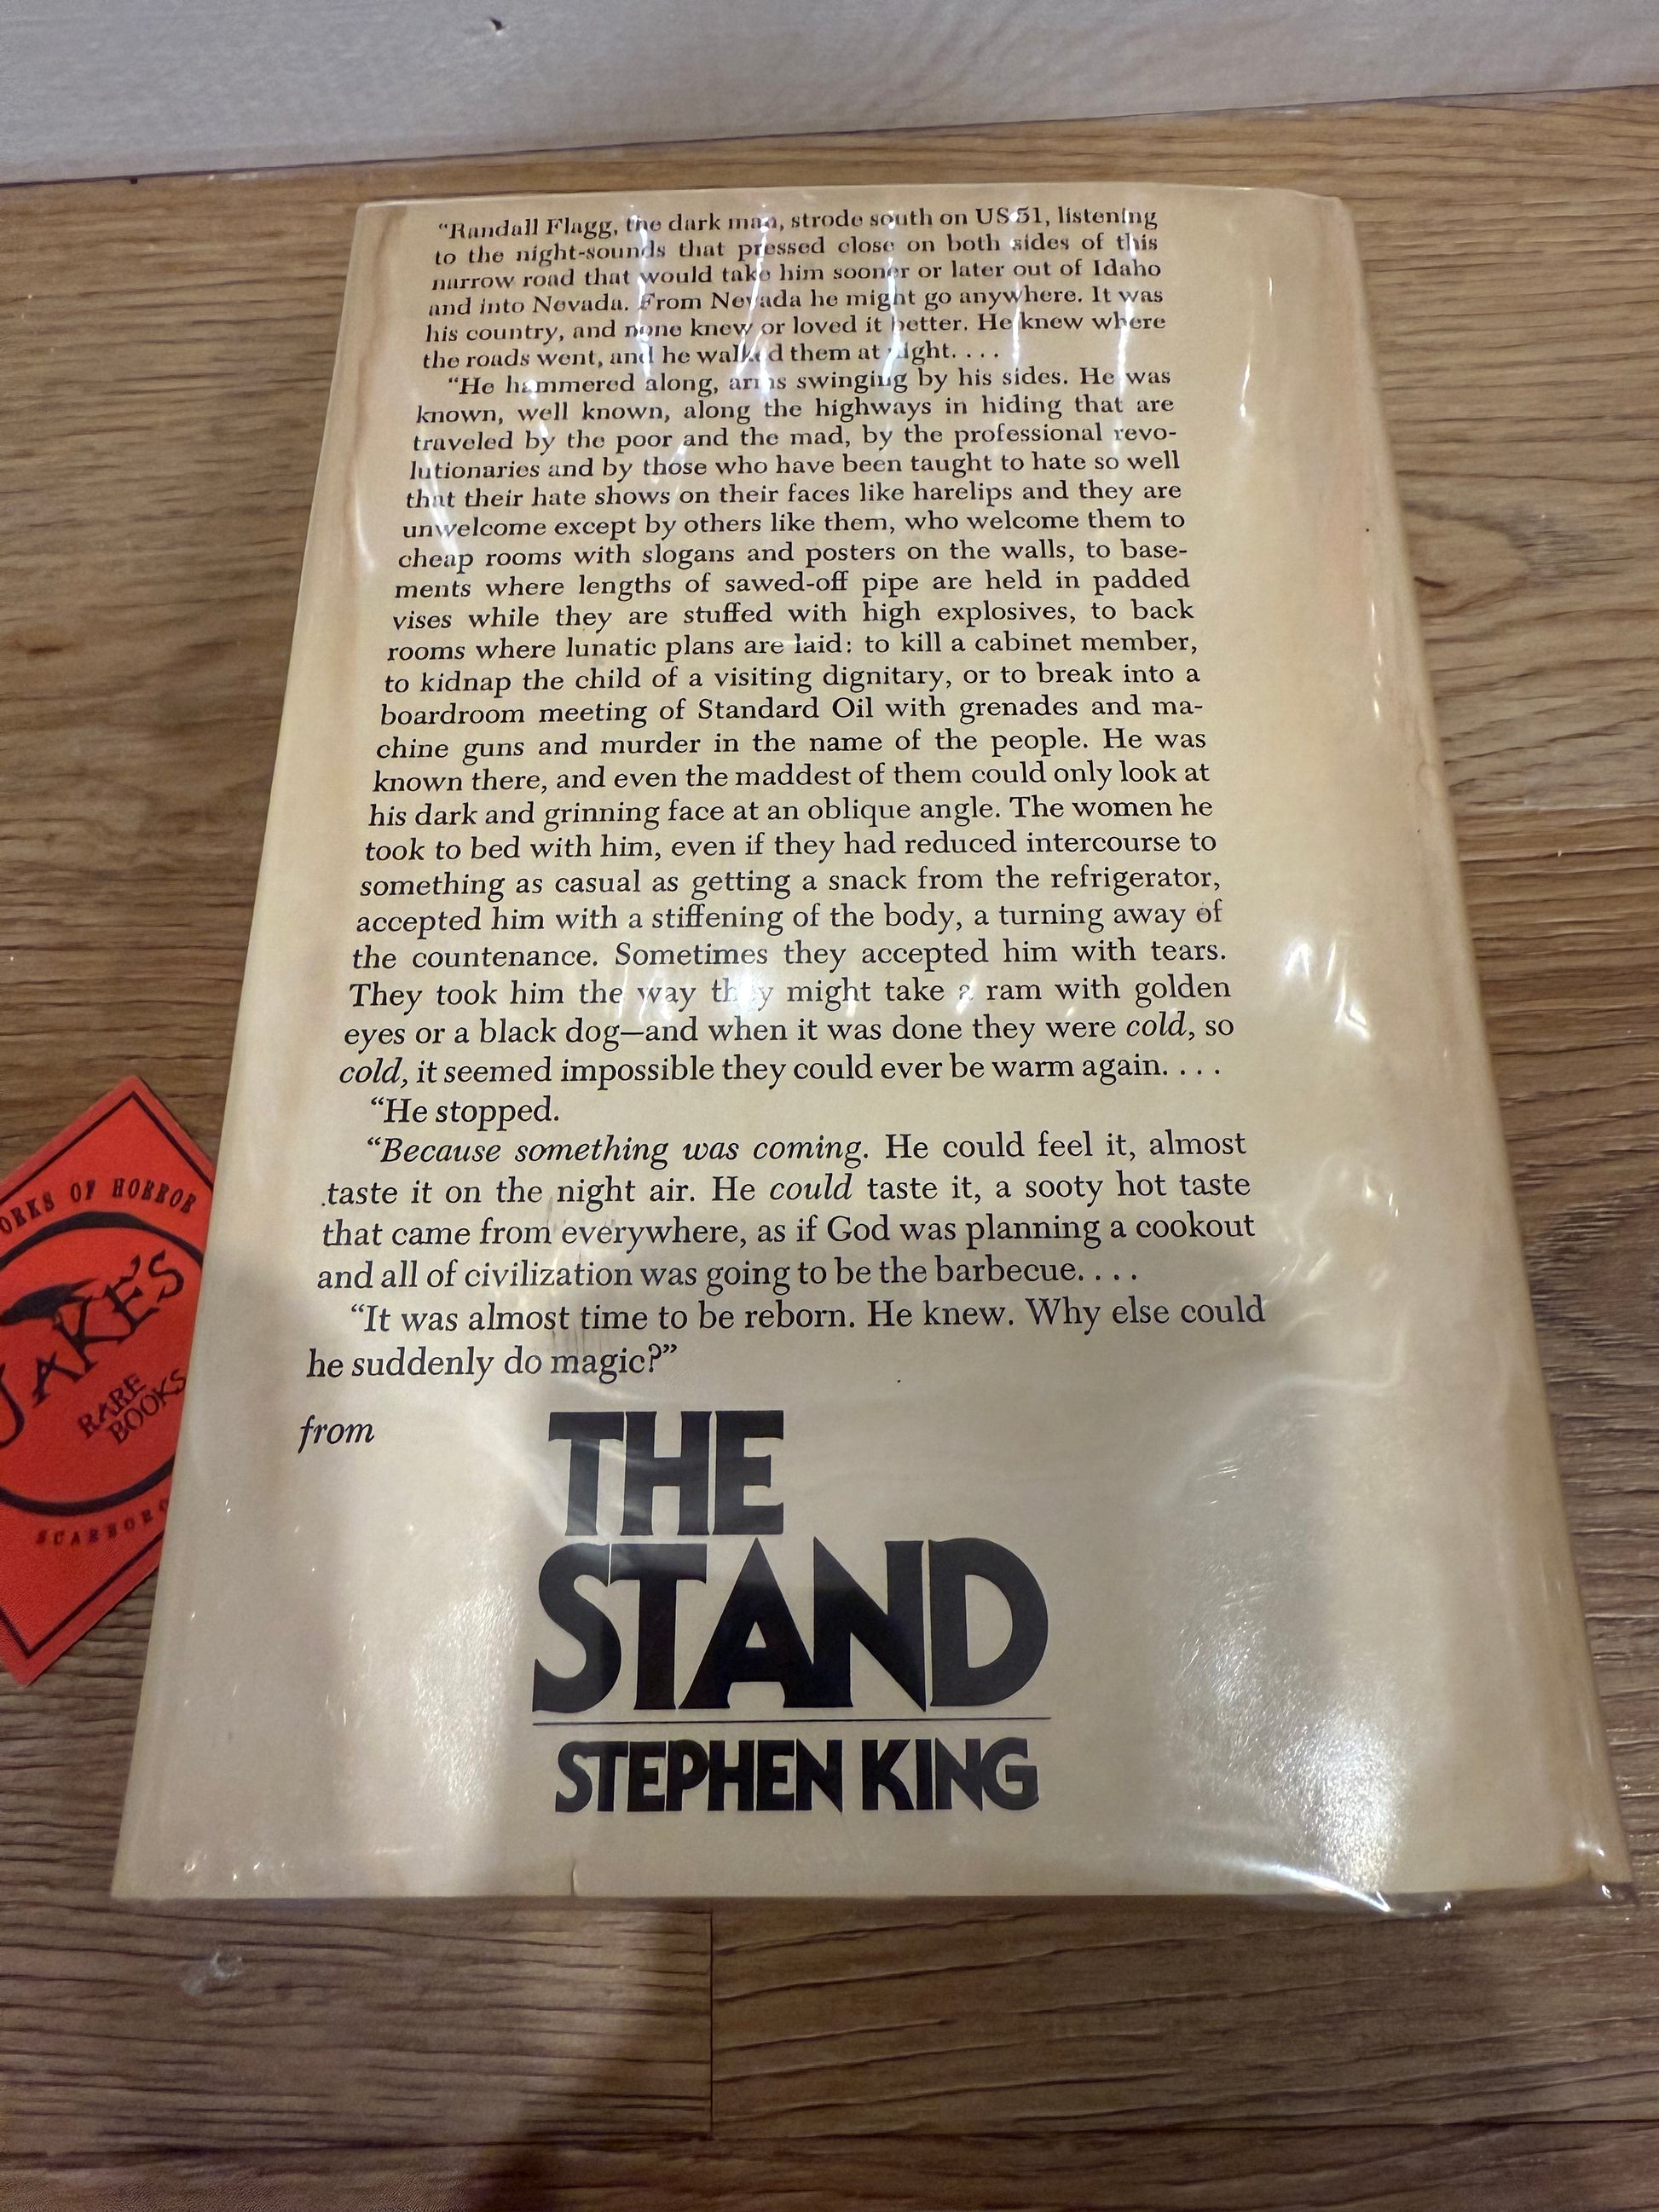 “Randall Flagg, the dark man, strode south on US 51, listening
to the night-sounds that pressed close on both sides of this
narrow road that would take him sooner or later out of Idaho
and into Nevada. From Nevada he might go anywhere. It was
his country, and none knew or loved it better. He knew where
the roads went, and he walked them at night. . . .
“He hammered along, arms swinging by his sides. He was
known, well known, along the highways in hiding that are
traveled by the poor and the mad, by the professional revo-
lutionaries and by those who have been taught to hate so well
that their hate shows on their faces like harelips and they are
unwelcome except by others like them, who welcome them to
cheap rooms with slogans and posters on the walls, to base-
ments where lengths of sawed-off pipe are held in padded
vises while they are stuffed with high explosives, to back
rooms where lunatic plans are laid: to kill a cabinet member,
to kidnap the child of a visiting dignitary, or to break into a
boardroom meeting of Standard Oil with grenades and ma-
chine guns and murder in the name of the people. He was
known there, and even the maddest of them could only look at
his dark and grinning face at an oblique angle. The women he
took to bed with him, even if they had reduced intercourse to
something as casual as getting a snack from the refrigerator,
accepted him with a stiffening of the body, a turning away of
the countenance. Sometimes they accepted him with tears.
They took him the way they might take a ram with golden
eyes or a black dog—and when it was done they were cold, so
cold, it seemed impossible they could ever be warm again. . . .
“He stopped.
“Because something was coming. He could feel it, almost
taste it on the night air. He could taste it, a sooty hot taste
that came from everywhere, as if God was planning a cookout
and all of civilization was going to be the barbecue. . . .
“It was almost time to be reborn. He knew. Why else could
he suddenly do magic?”
from
THE
STAND
STEPHEN KING
OF HORROR
JAKE'S
RARE
BOOKS